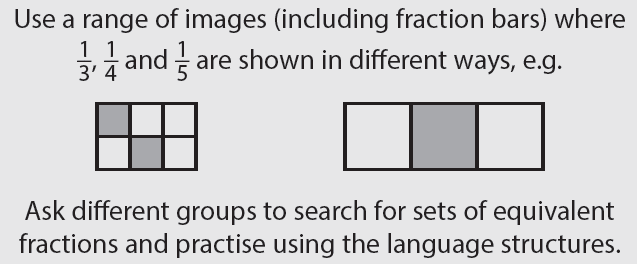 Use a range of images (including fraction bars) where
1/3, 1/4 and 1/5 are shown in different ways, e.g.
Ask different groups to search for sets of equivalent
fractions and practise using the language structures.